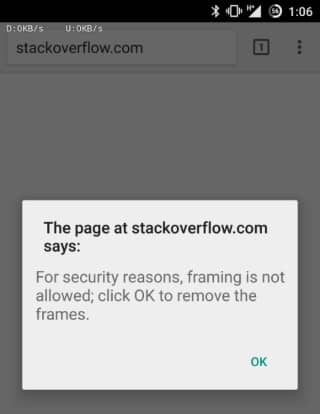 1:06
D:0KB/s U:0KB/s
stackoverflow.com
1
The page at stackoverflow.com
says:
For security reasons, framing is not
allowed; click OK to remove the
frames.
OK